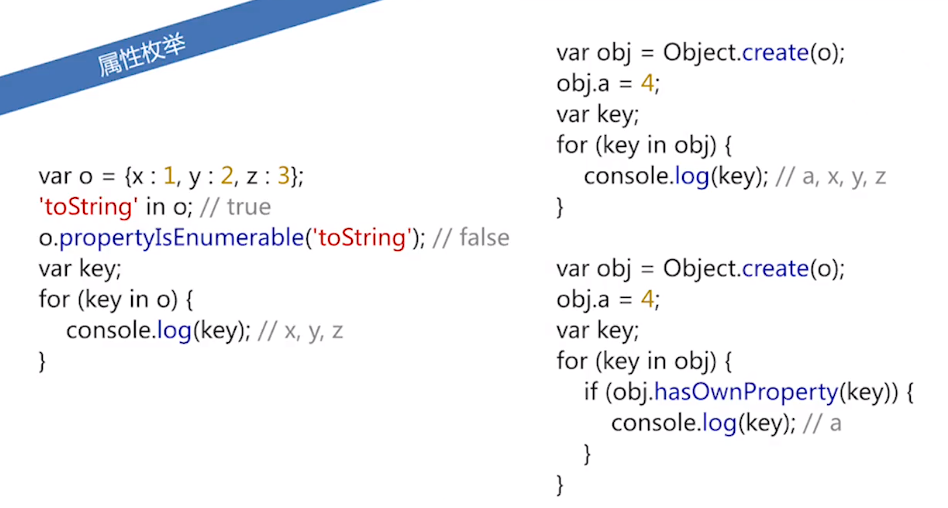 属性枚举
var o = {x : 1, y : 2, z : 3};
'toString' in o; // true
o.propertyIsEnumerable('toString'); // false
var key;
for (key in o) {
console.log(key); // x, y, z
}
var obj = Object.create(o);
obj.a = 4;
var key;
for (key in obj) {
console.log(key); // a, x, y, z
}
var obj = Object.create(o);
obj.a = 4;
var key;
for (key in obj) {
if (obj.hasOwnProperty(key)) {
console.log(key); // a
}
}